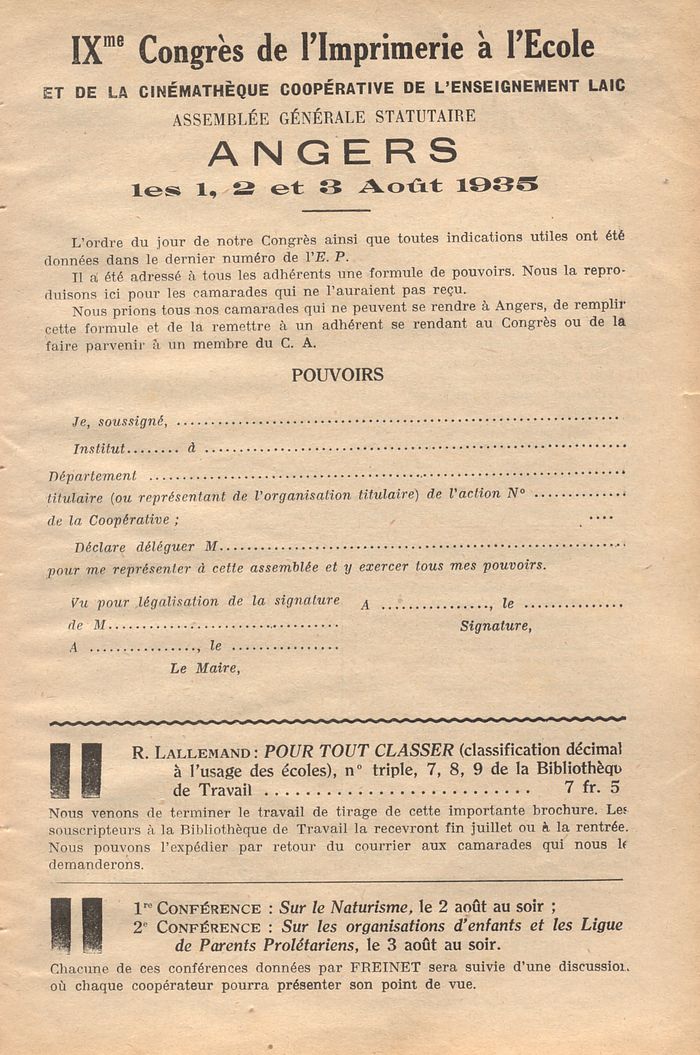 IXme Congrès de l'Imprimerie à l'Ecole
ET DE LA CINÉMATHÈQUE COOPÉRATIVE DE L'ENSEIGNEMENT LAIC
ASSEMBLÉE GÉNÉRALE STATUTAIRE
ANGERS
les 1, 2 et 3 Août 1935
L'ordre du jour de notre Congrès ainsi que toutes indications utiles ont été
données dans le dernier numéro de l'E. P.
Il a été adressé à tous les adhérents une formule de pouvoirs. Nous la repro-
duisons ici pour les camarades qui ne l'auraient pas reçu.
Nous prions tous nos camarades qui ne peuvent se rendre à Angers, de remplir
cette formule et de la remettre à un adhérent se rendant au Congrès ou de la
faire parvenir à un membre du C. A.
POUVOIRS
Je, soussigné, ..........
Institut........ à ..........
Département ..........
titulaire (ou représentant de l'organisation titulaire) de l'action N° .............
de la Coopérative ; ....
Déclare déléguer M..........
pour me représenter à cette assemblée et y exercer tous mes pouvoirs.
Vu pour légalisation de la signature
de M..........
A ................, le ................
Le Maire,
A ................, le ...............
Signature,
R. LALLEMAND : POUR TOUT CLASSER (classification décimal
à l'usage des écoles), n° triple, 7, 8, 9 de la Bibliothèqu
de Travail .......................... 7 fr. 5
Nous venons de terminer le travail de tirage de cette importante brochure. Les
souscripteurs à la Bibliothèque de Travail la recevront fin juillet ou à la rentrée.
Nous pouvons l'expédier par retour du courrier aux camarades qui nous le
demanderons.
1re CONFÉRENCE : Sur le Naturisme, le 2 août au soir ;
2e CONFÉRENCE : Sur les organisations d'enfants et les Ligue
de Parents Prolétariens, le 3 août au soir.
Chacune de ces conférences données par FREINET sera suivie d'une discussion,
où chaque coopérateur pourra présenter son point de vue.